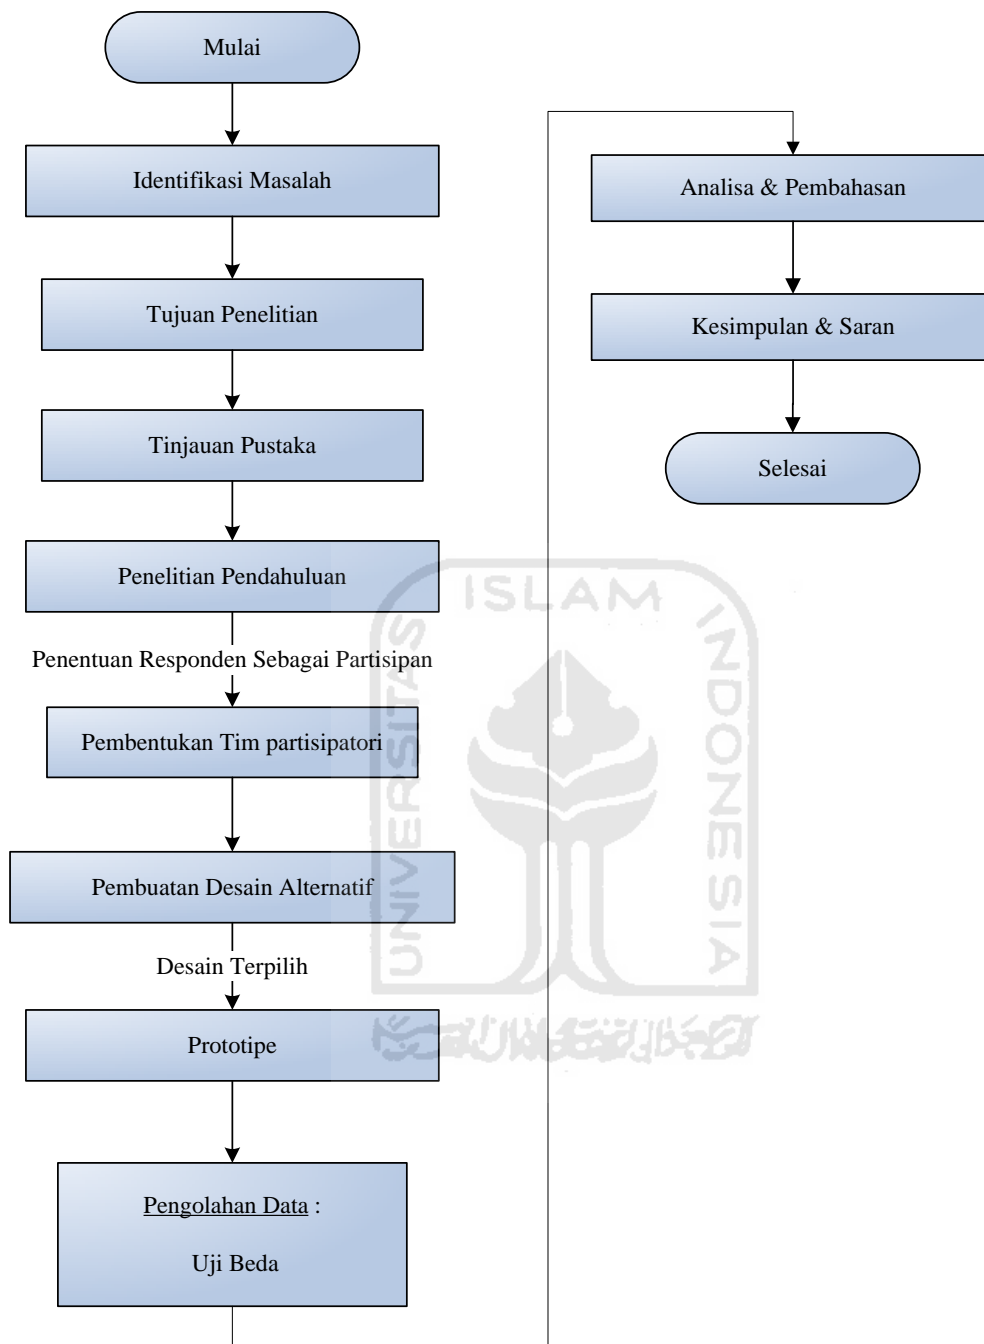 Mulai
Identifikasi Masalah
Tujuan Penelitian
Tinjauan Pustaka
Penelitian Pendahuluan
Penentuan Responden Sebagai Partisipan
Pembentukan Tim partisipatori
Pembuatan Desain Alternatif
Desain Terpilih
Prototipe
Pengolahan Data :
Uji Beda
Analisa & Pembahasan
Kesimpulan & Saran
Selesai
UNIVERSITAS
ISLAM
INDONESIA